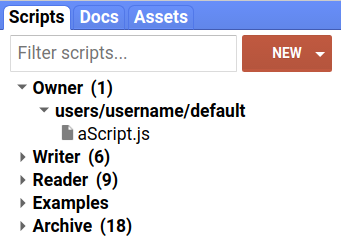 Scripts Docs Assets
Filter scripts... NEW
Owner (1)
users/username/default
aScript.js
Writer (6)
Reader (9)
Examples
Archive (18)